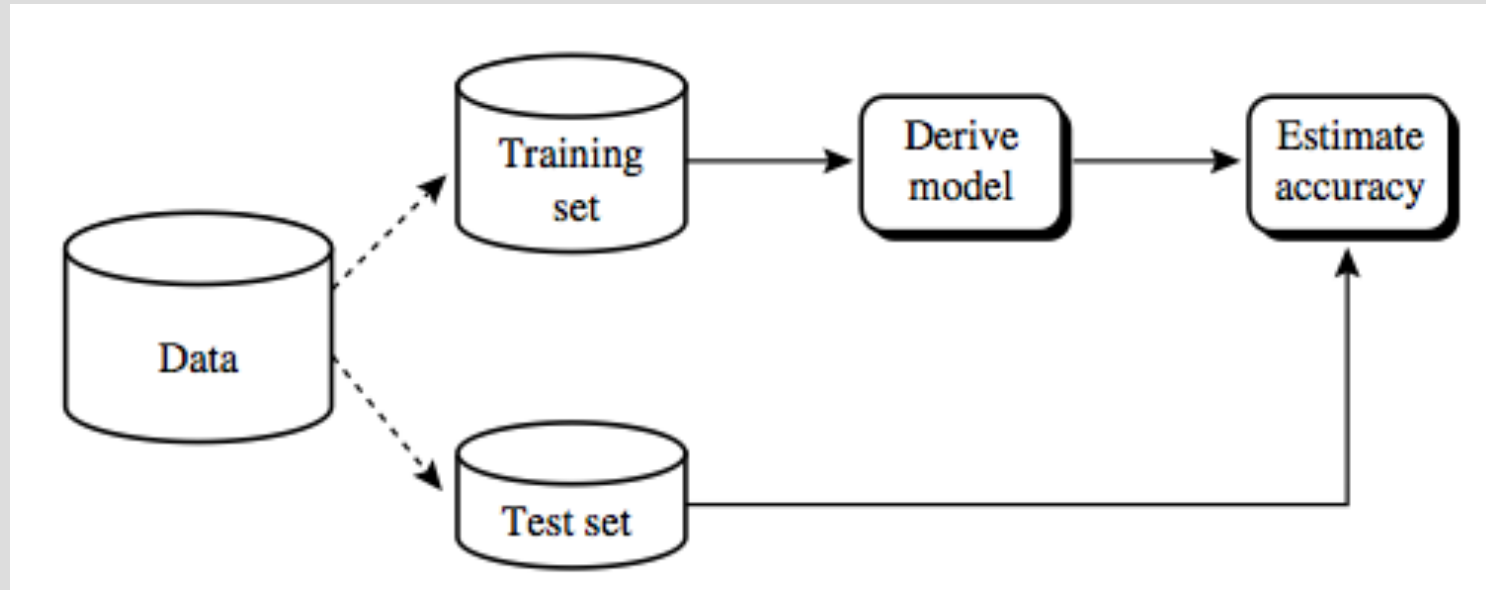 Training
set
Derive
model
Estimate
accuracy
Data
Test set